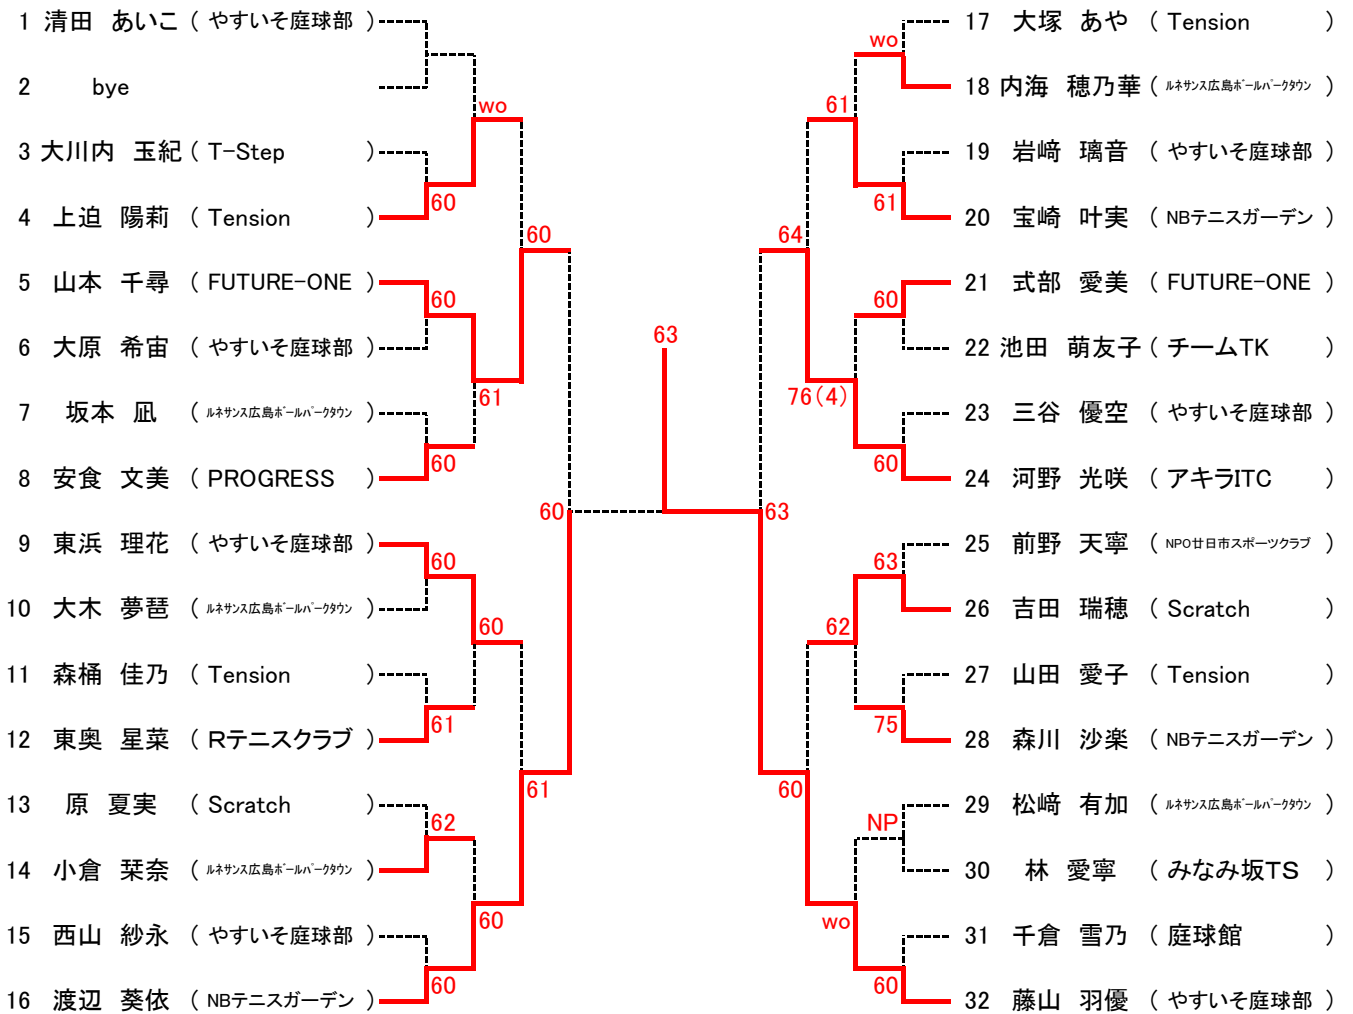 1 清田 あいこ ( やすいそ庭球部 )
2 bye
3 大川内 玉紀 ( T-Step )
4 上迫 陽莉 ( Tension )
5 山本 千尋 ( FUTURE-ONE )
6 大原 希宙 ( やすいそ庭球部 )
7 坂本 凪 ( ﾙﾈｻﾝｽ広島ﾎﾞｰﾙﾊﾟｰｸﾀｳﾝ )
8 安食 文美 ( PROGRESS )
9 東浜 理花 ( やすいそ庭球部 )
10 大木 夢琶 ( ﾙﾈｻﾝｽ広島ﾎﾞｰﾙﾊﾟｰｸﾀｳﾝ )
11 森桶 佳乃 ( Tension )
12 東奥 星菜 ( Rテニスクラブ )
13 原 夏実 ( Scratch )
14 小倉 栞奈 ( ﾙﾈｻﾝｽ広島ﾎﾞｰﾙﾊﾟｰｸﾀｳﾝ )
15 西山 紗永 ( やすいそ庭球部 )
16 渡辺 葵依 ( NBテニスガーデン )
60
60
60
60
61
62
60
wo
61
60
60
60
61
60
63
63
64
60
61
76(4)
62
wo
wo
61
60
60
63
75
NP
60
17 大塚 あや ( Tension )
18 内海 穂乃華 ( ﾙﾈｻﾝｽ広島ﾎﾞｰﾙﾊﾟｰｸﾀｳﾝ )
19 岩﨑 璃音 ( やすいそ庭球部 )
20 宝崎 叶実 ( NBテニスガーデン )
21 式部 愛美 ( FUTURE-ONE )
22 池田 萌友子 ( チームTK )
23 三谷 優空 ( やすいそ庭球部 )
24 河野 光咲 ( アキラITC )
25 前野 天寧 ( NPO廿日市スポーツクラブ )
26 吉田 瑞穂 ( Scratch )
27 山田 愛子 ( Tension )
28 森川 沙楽 ( NBテニスガーデン )
29 松﨑 有加 ( ﾙﾈｻﾝｽ広島ﾎﾞｰﾙﾊﾟｰｸﾀｳﾝ )
30 林 愛寧 ( みなみ坂TS )
31 千倉 雪乃 ( 庭球館 )
32 藤山 羽優 ( やすいそ庭球部 )